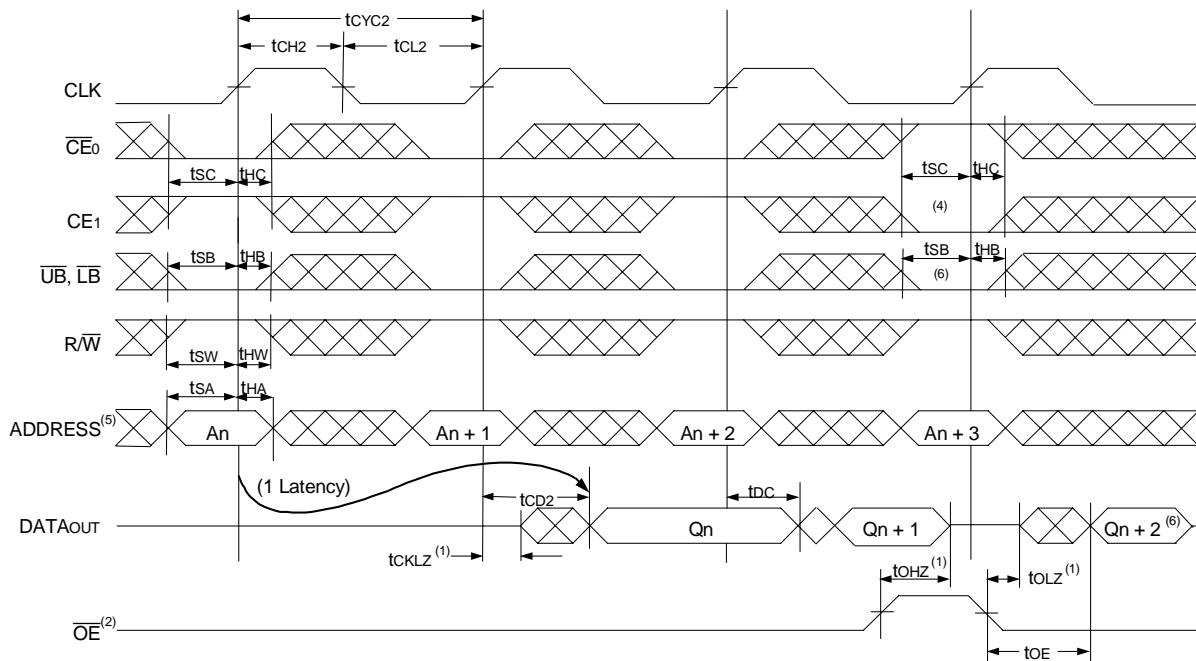 tCYC2
tCH2 tCL2
CLK
CE0
tSC tHC tSC tHC
CE1 (4)
tSB tHB tSB tHB
UB, LB (6)
R/W
tSW tHW
tSA tHA
ADDRESS(5) An An + 1 An + 2 An + 3
(1 Latency) tCD2 tDC
DATAOUT Qn Qn + 1 Qn + 2(6)
tCKLZ(1) tOHZ(1) tOLZ(1)
OE(2)
tOE